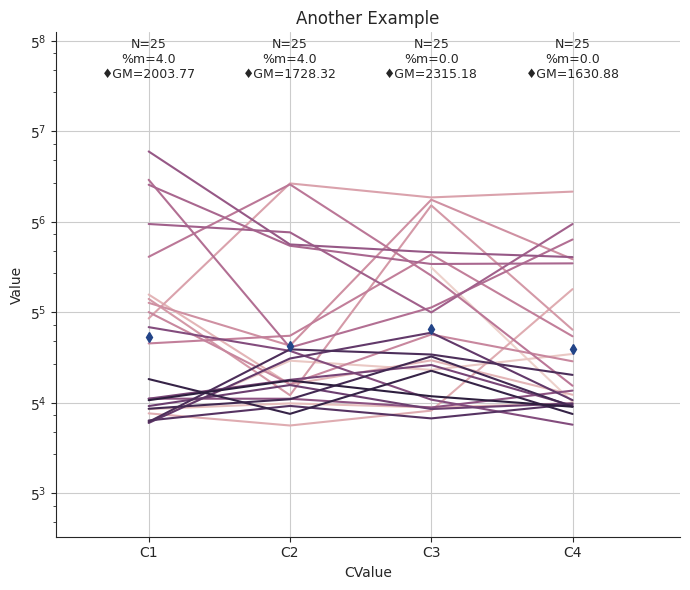 Another Example
N=25 N=25 N=25 N=25
%m=4.0 %m=4.0 %m=0.0 %m=0.0
♦GM=2003.77 ♦GM=1728.32 ♦GM=2315.18 ♦GM=1630.88
5⁸
5⁷
5⁶
5⁵
5⁴
5³
Value
C1 C2 C3 C4
CValue